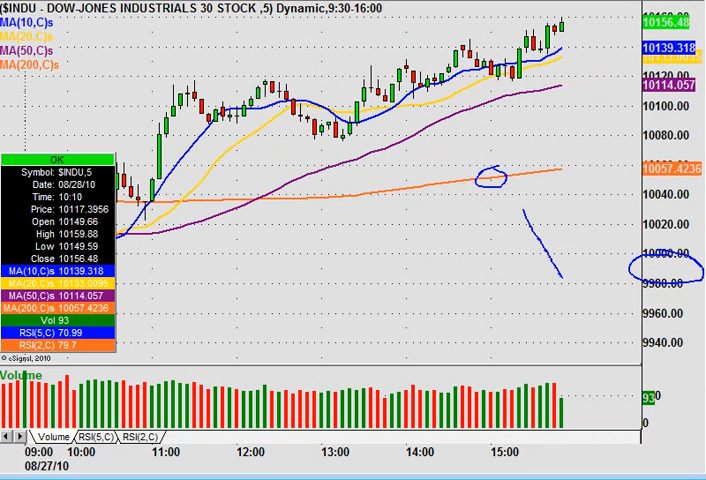 ($INDU - DOW-JONES INDUSTRIALS 30 STOCK ,5) Dynamic,9:30-16:00
MA(10,C)s
MA(20,C)s
MA(50,C)s
MA(200,C)s
10156.48
10139.318
10133.0095
10120.00
10114.057
10100.00
10080.00
10057.4236
10040.00
10020.00
10000.00
9980.00
9960.00
9940.00
OK
Symbol: $INDU,5
Date: 08/28/10
Time: 10:10
Price: 10117.3956
Open 10149.66
High 10159.88
Low 10149.59
Close 10156.48
MA(10,C)s 10139.318
MA(20,C)s 10133.0095
MA(50,C)s 10114.057
MA(200,C)s 10057.4236
Vol 93
RSI(5,C) 70.99
RSI(2,C) 79.7
© eSignal, 2010
Volume
93
0
0
Volume RSI(5,C) RSI(2,C)
09:00 10:00 11:00 12:00 13:00 14:00 15:00
08/27/10